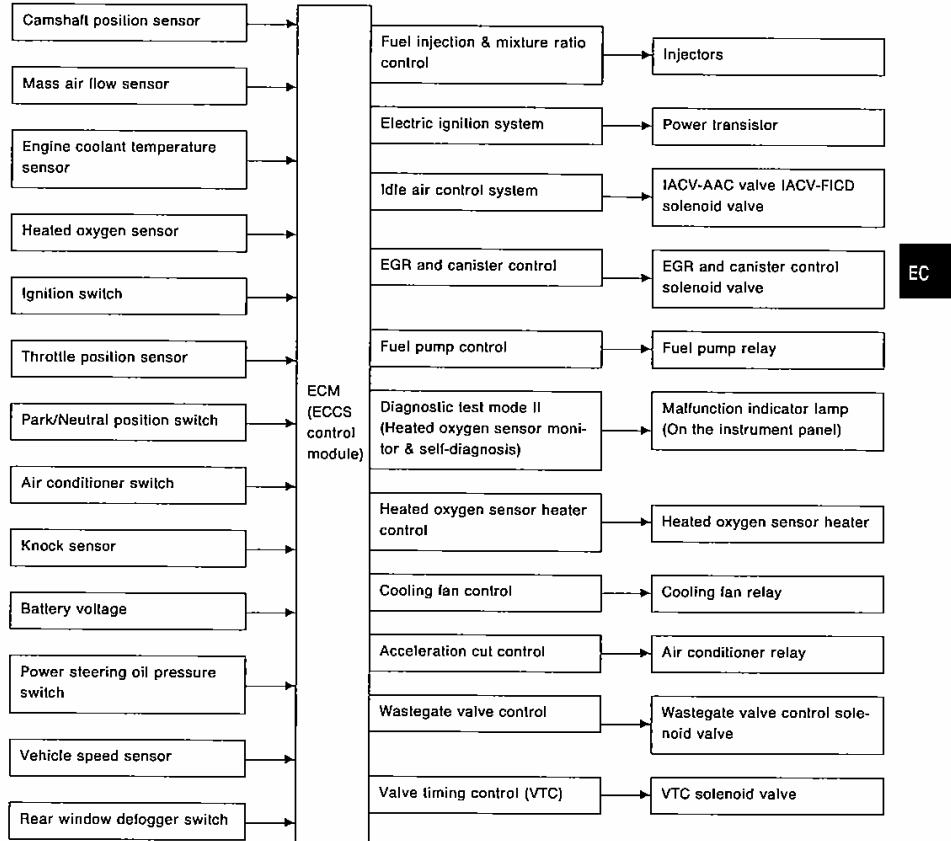 Camshaft position sensor
Mass air flow sensor
Engine coolant temperature
sensor
Heated oxygen sensor
Ignition switch
Throttle position sensor
Park/Neutral position switch
Air conditioner switch
Knock sensor
Battery voltage
Power steering oil pressure
switch
Vehicle speed sensor
Rear window defogger switch
ECM
(ECCS
control
module)
Fuel injection & mixture ratio
control
Injectors
Electric ignition system
Power transistor
Idle air control system
IACV-AAC valve IACV-FICD
solenoid valve
EGR and canister control
EGR and canister control
solenoid valve
Fuel pump control
Fuel pump relay
Diagnostic test mode II
(Heated oxygen sensor moni-
tor & self-diagnosis)
Malfunction indicator lamp
(On the instrument panel)
Heated oxygen sensor heater
control
Heated oxygen sensor heater
Cooling fan control
Cooling fan relay
Acceleration cut control
Air conditioner relay
Wastegate valve control
Wastegate valve control sole-
noid valve
Valve timing control (VTC)
VTC solenoid valve
EC